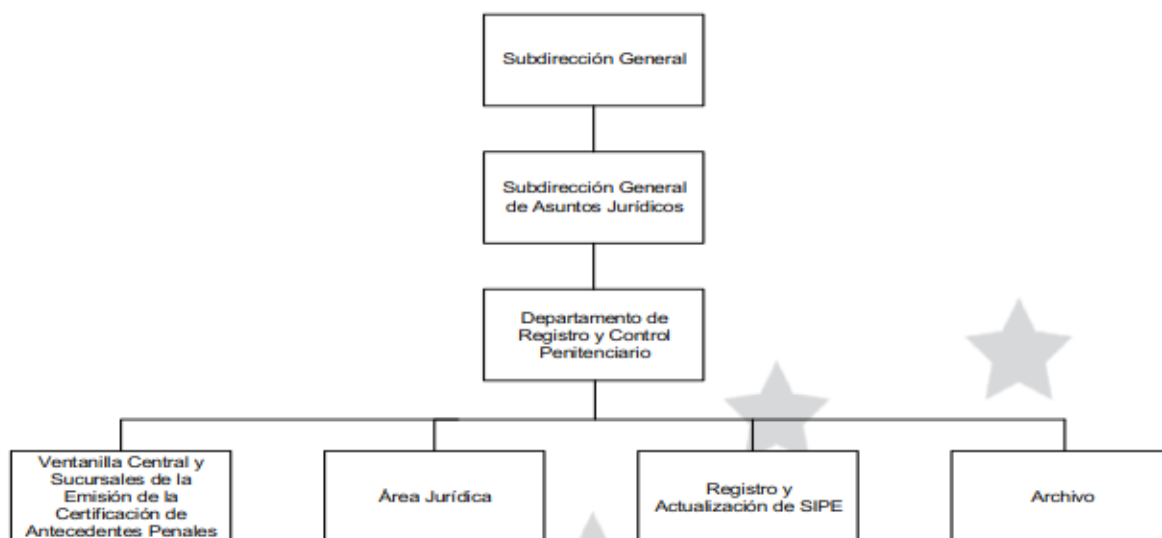 Subdirección General
Subdirección General
de Asuntos Jurídicos
Departamento de
Registro y Control
Penitenciario
Ventanilla Central y
Sucursales de la
Emisión de la
Certificación de
Antecedentes Penales
Área Jurídica
Registro y
Actualización de SIPE
Archivo